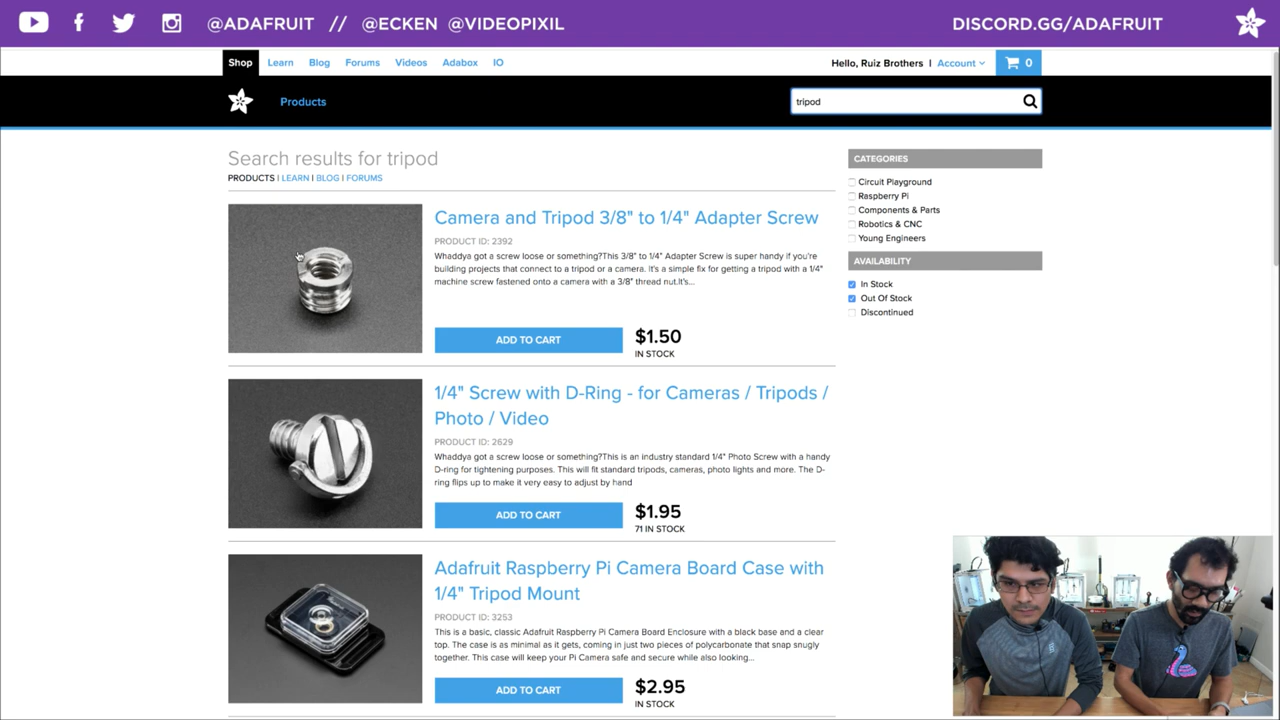 @ADAFRUIT // @ECKEN @VIDEOPIXIL
DISCORD.GG/ADAFRUIT
Shop Learn Blog Forums Videos Adabox IO
Hello, Ruiz Brothers | Account 0
Products
tripod
Search results for tripod
PRODUCTS | LEARN | BLOG | FORUMS
Camera and Tripod 3/8" to 1/4" Adapter Screw
PRODUCT ID: 2392
Whaddya got a screw loose or something?This 3/8" to 1/4" Adapter Screw is super handy if you're
building projects that connect to a tripod or a camera. It's a simple fix for getting a tripod with a 1/4"
machine screw fastened onto a camera with a 3/8" thread nut.It's...
ADD TO CART
$1.50
IN STOCK
1/4" Screw with D-Ring - for Cameras / Tripods /
Photo / Video
PRODUCT ID: 2629
Whaddya got a screw loose or something?This is an industry standard 1/4" Photo Screw with a handy
D-ring for tightening purposes. This will fit standard tripods, cameras, photo lights and more. The D-
ring flips up to make it very easy to adjust by hand
ADD TO CART
$1.95
71 IN STOCK
Adafruit Raspberry Pi Camera Board Case with
1/4" Tripod Mount
PRODUCT ID: 3253
This is a basic, classic Adafruit Raspberry Pi Camera Board Enclosure with a black base and a clear
top. The case is as minimal as it gets, coming in just two pieces of polycarbonate that snap snugly
together. This case will keep your Pi Camera safe and secure while also looking...
ADD TO CART
$2.95
IN STOCK
CATEGORIES
Circuit Playground
Raspberry Pi
Components & Parts
Robotics & CNC
Young Engineers
AVAILABILITY
In Stock
Out Of Stock
Discontinued